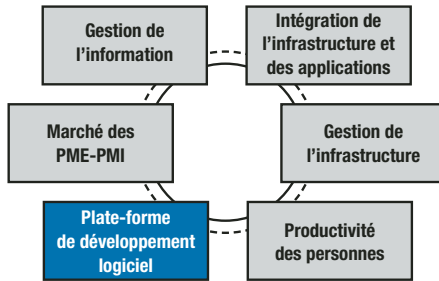 Gestion de
l'information
Intégration de
l'infrastructure et
des applications
Marché des
PME-PMI
Gestion de
l'infrastructure
Plate-forme
de développement
logiciel
Productivité
des personnes